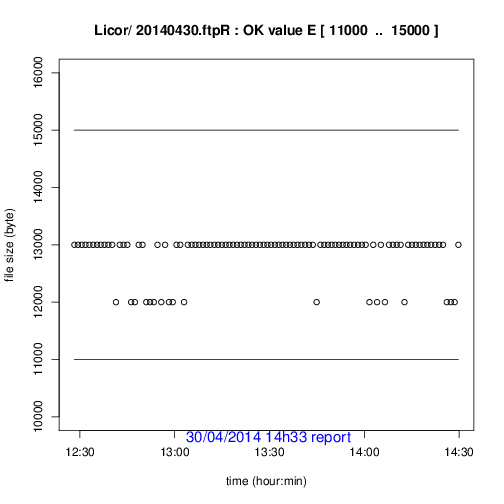 Licor/ 20140430.ftpR : OK value E [ 11000  ..  15000 ]
file size (byte)
16000
15000
14000
13000
12000
11000
10000
30/04/2014 14h33 report
12:30 13:00 13:30 14:00 14:30
time (hour:min)